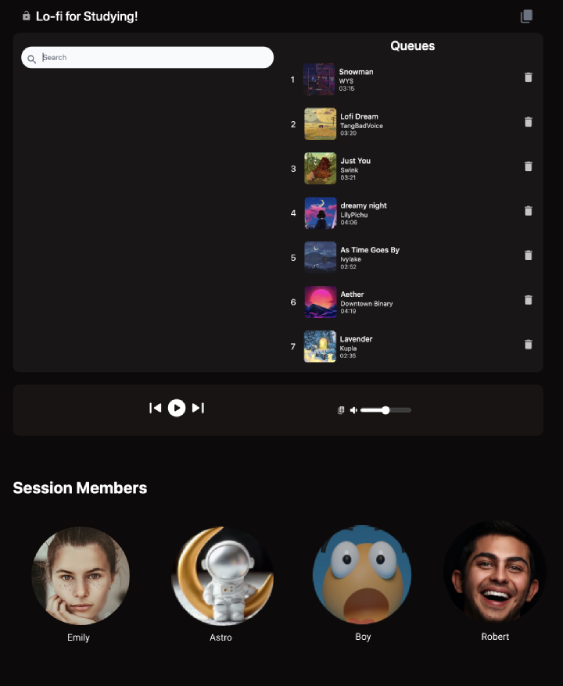 Lo-fi for Studying!
Search
Queues
1
Snowman
WYS
03:15
2
Lofi Dream
TangBadVoice
03:20
3
Just You
Swink
03:21
4
dreamy night
LilyPichu
04:06
5
As Time Goes By
Ivylake
02:52
6
Aether
Downtown Binary
04:19
7
Lavender
Kupla
02:35
Session Members
Emily
Astro
Boy
Robert